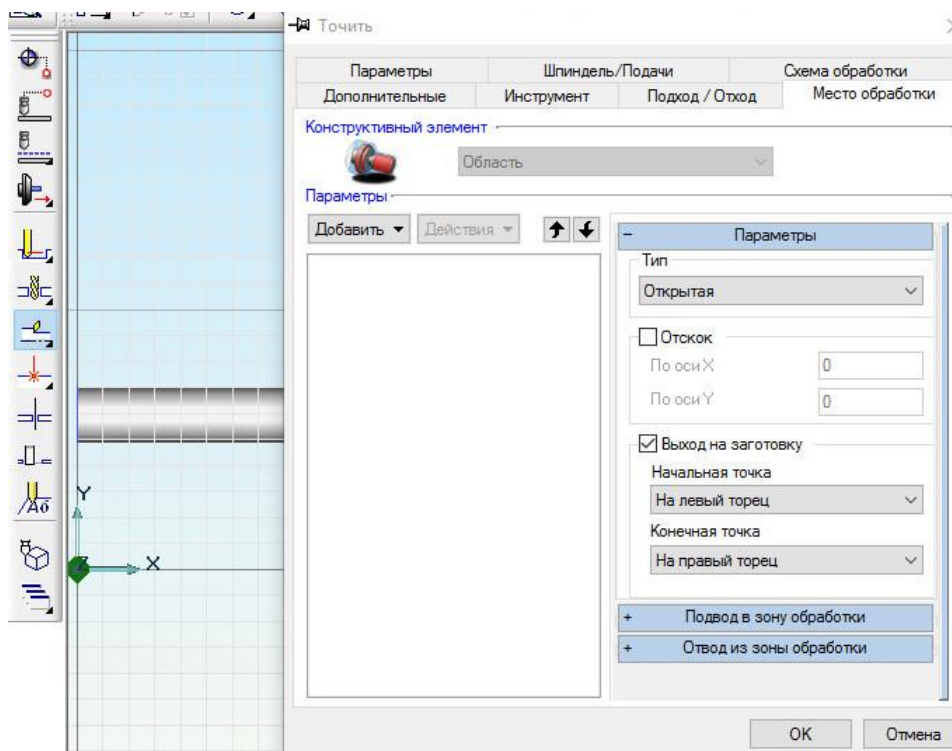 Точить
Параметры Шпиндель/Подачи Схема обработки
Дополнительные Инструмент Подход / Отход Место обработки
Конструктивный элемент
Область
Параметры
Добавить Действия
Параметры
Тип
Открытая
Отскок
По оси X 0
По оси Y 0
Выход на заготовку
Начальная точка
На левый торец
Конечная точка
На правый торец
Подвод в зону обработки
Отвод из зоны обработки
OK Отмена
Y
Z X
Аб